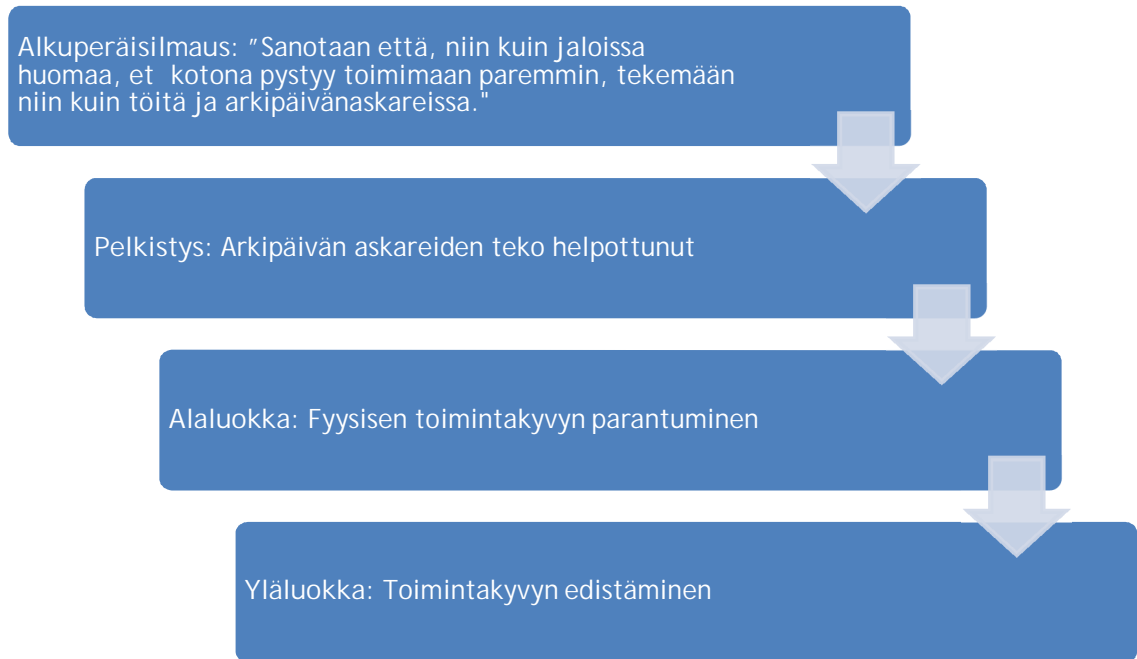 Alkuperäisilmaus: "Sanotaan että, niin kuin jaloissa
huomaa, et kotona pystyy toimimaan paremmin, tekemään
niin kuin töitä ja arkipäivänaskareissa."
Pelkistys: Arkipäivän askareiden teko helpottunut
Alaluokka: Fyysisen toimintakyvyn parantuminen
Yläluokka: Toimintakyvyn edistäminen